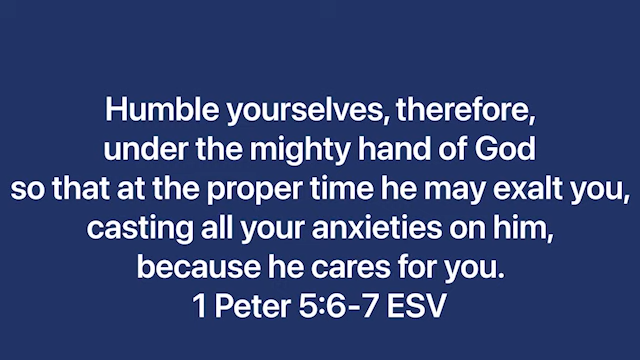 Humble yourselves, therefore,
under the mighty hand of God
so that at the proper time he may exalt you,
casting all your anxieties on him,
because he cares for you.
1 Peter 5:6-7 ESV